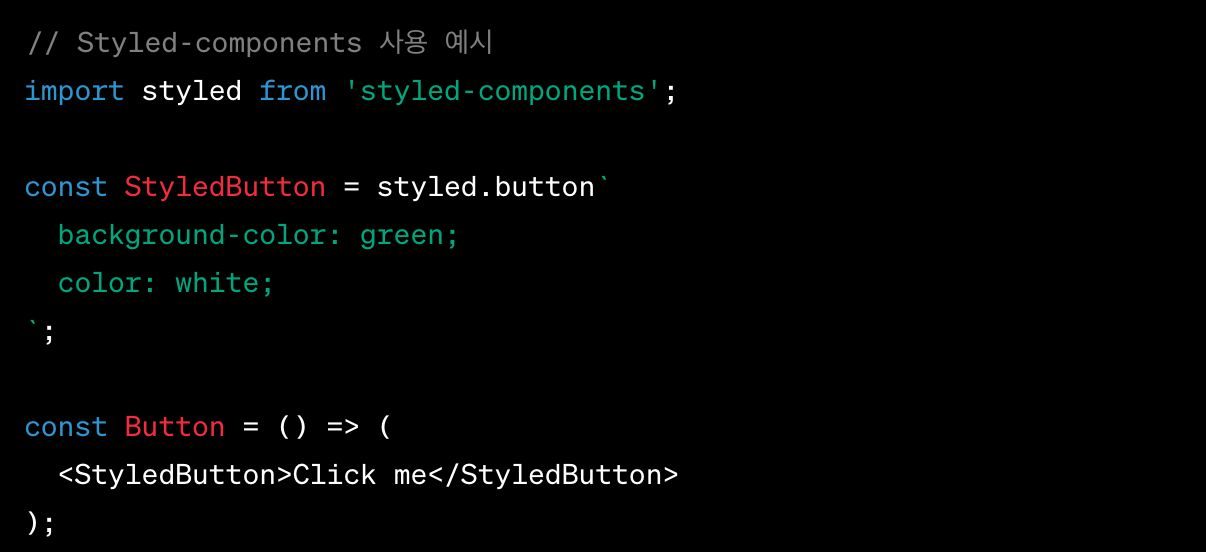 // Styled-components 사용 예시
import styled from 'styled-components';
const StyledButton = styled.button`
  background-color: green;
  color: white;
`;
const Button = () => (
  <StyledButton>Click me</StyledButton>
);